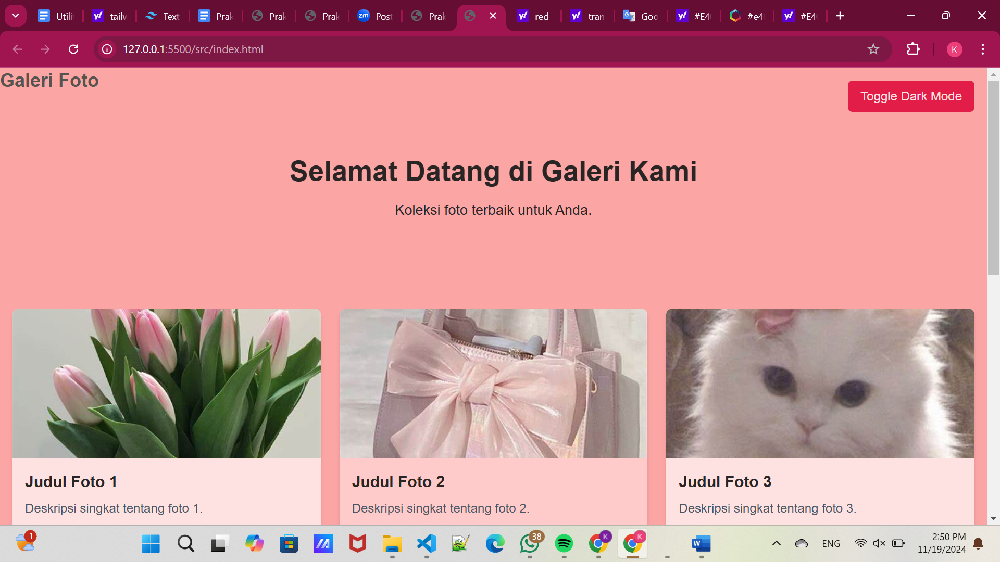 Utili
tailw
Text
Prak
Prak
Prak
zm
Post
Prak
red
tran
Goo
#E4
#e4
#E4
127.0.0.1:5500/src/index.html
K
Galeri Foto
Toggle Dark Mode
Selamat Datang di Galeri Kami
Koleksi foto terbaik untuk Anda.
Judul Foto 1
Deskripsi singkat tentang foto 1.
Judul Foto 2
Deskripsi singkat tentang foto 2.
Judul Foto 3
Deskripsi singkat tentang foto 3.
1
38
K
K
W
ENG
2:50 PM
11/19/2024